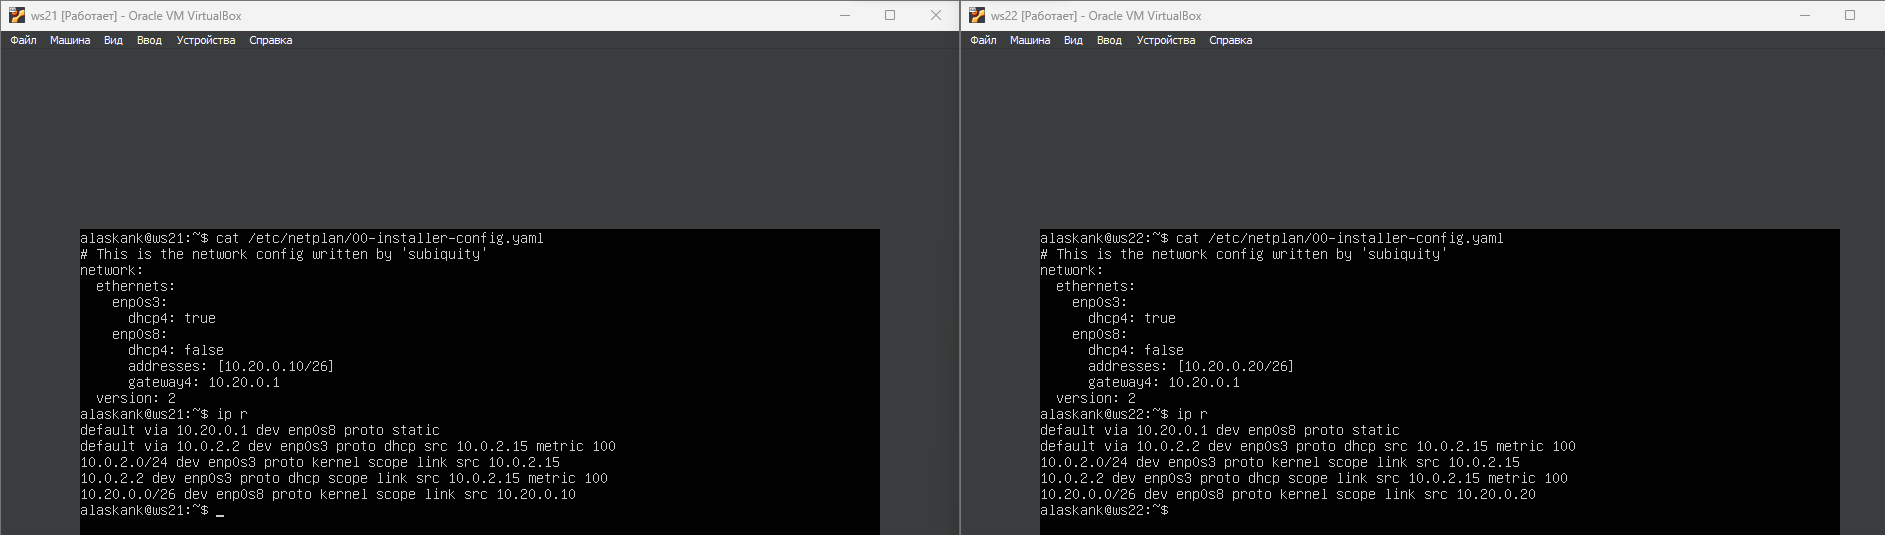 ws21 [Работает] - Oracle VM VirtualBox
Файл Машина Вид Ввод Устройства Справка
alaskank@ws21:~$ cat /etc/netplan/00-installer-config.yaml
# This is the network config written by 'subiquity'
network:
  ethernets:
    enp0s3:
      dhcp4: true
    enp0s8:
      dhcp4: false
      addresses: [10.20.0.10/26]
      gateway4: 10.20.0.1
  version: 2
alaskank@ws21:~$ ip r
default via 10.20.0.1 dev enp0s8 proto static
default via 10.0.2.2 dev enp0s3 proto dhcp src 10.0.2.15 metric 100
10.0.2.0/24 dev enp0s3 proto kernel scope link src 10.0.2.15
10.0.2.2 dev enp0s3 proto dhcp scope link src 10.0.2.15 metric 100
10.20.0.0/26 dev enp0s8 proto kernel scope link src 10.20.0.10
alaskank@ws21:~$ _
ws22 [Работает] - Oracle VM VirtualBox
Файл Машина Вид Ввод Устройства Справка
alaskank@ws22:~$ cat /etc/netplan/00-installer-config.yaml
# This is the network config written by 'subiquity'
network:
  ethernets:
    enp0s3:
      dhcp4: true
    enp0s8:
      dhcp4: false
      addresses: [10.20.0.20/26]
      gateway4: 10.20.0.1
  version: 2
alaskank@ws22:~$ ip r
default via 10.20.0.1 dev enp0s8 proto static
default via 10.0.2.2 dev enp0s3 proto dhcp src 10.0.2.15 metric 100
10.0.2.0/24 dev enp0s3 proto kernel scope link src 10.0.2.15
10.0.2.2 dev enp0s3 proto dhcp scope link src 10.0.2.15 metric 100
10.20.0.0/26 dev enp0s8 proto kernel scope link src 10.20.0.20
alaskank@ws22:~$